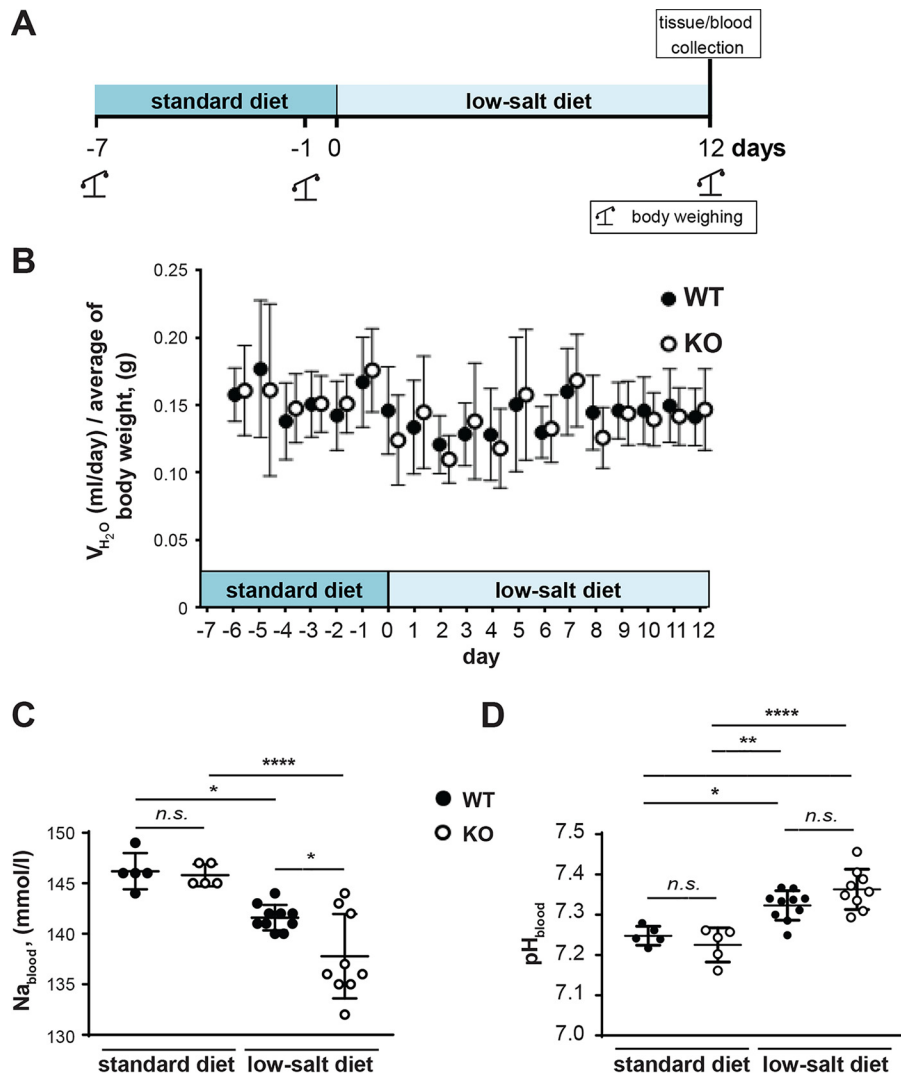 A
tissue/blood
collection
standard diet low-salt diet
-7 -1 0 12 days
body weighing
B
V_H₂O (ml/day) / average of
body weight, (g)
0.25
0.20
0.15
0.10
0.05
0
WT
KO
standard diet low-salt diet
-7 -6 -5 -4 -3 -2 -1 0 1 2 3 4 5 6 7 8 9 10 11 12
day
C
Na_blood, (mmol/l)
****
*
n.s.
*
150
145
140
135
130
standard diet low-salt diet
WT
KO
D
pH_blood
****
**
*
n.s.
n.s.
7.5
7.4
7.3
7.2
7.1
7.0
standard diet low-salt diet